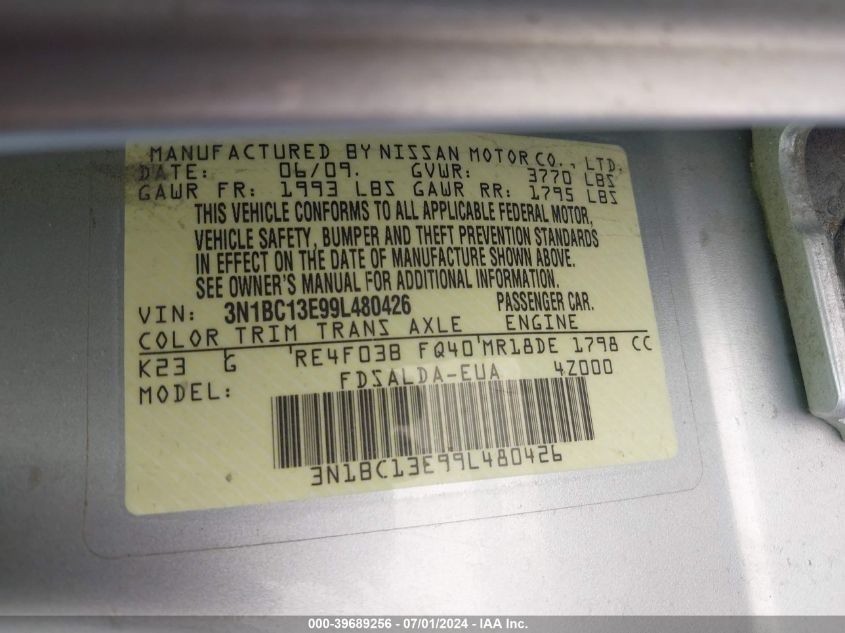 MANUFACTURED BY NISSAN MOTOR CO., LTD.
DATE: 06/09. GVWR: 3770 LBS
GAWR FR: 1993 LBS GAWR RR: 1795 LBS
THIS VEHICLE CONFORMS TO ALL APPLICABLE FEDERAL MOTOR,
VEHICLE SAFETY, BUMPER AND THEFT PREVENTION STANDARDS
IN EFFECT ON THE DATE OF MANUFACTURE SHOWN ABOVE.
SEE OWNER'S MANUAL FOR ADDITIONAL INFORMATION.
VIN: 3N1BC13E99L480426 PASSENGER CAR.
COLOR TRIM TRANS AXLE ENGINE
K23 G RE4F03B FQ40 MR18DE 1798 CC
MODEL: FDSALDA-EUA 4Z000
3N1BC13E99L480426
000-39689256 - 07/01/2024 - IAA Inc.